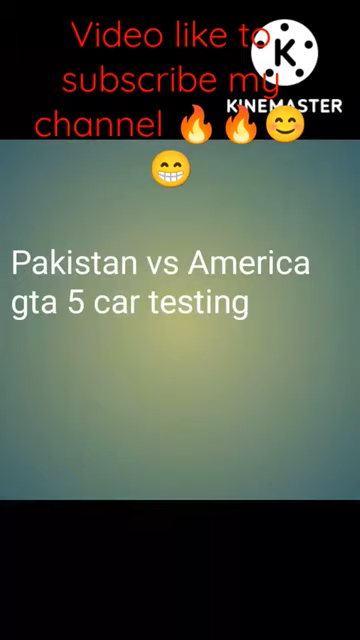 Video like to
subscribe my
channel 🔥🔥😊
😁
KINEMASTER
Pakistan vs America
gta 5 car testing